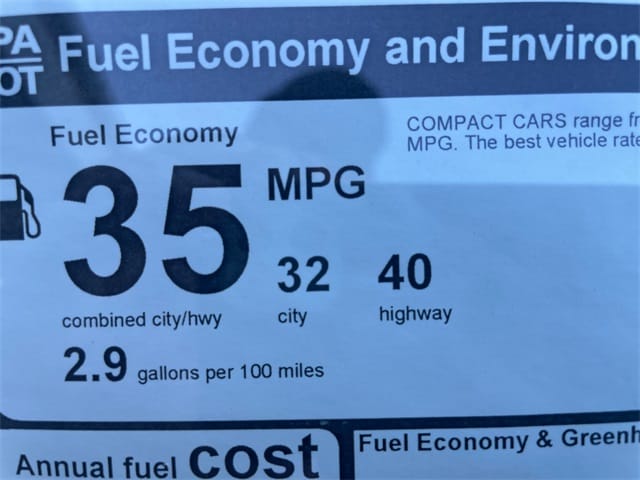 PA
OT
Fuel Economy and Environ
Fuel Economy
COMPACT CARS range fr
MPG. The best vehicle rate
35 MPG
32
40
combined city/hwy
city
highway
2.9 gallons per 100 miles
Annual fuel cost
Fuel Economy & Greenh